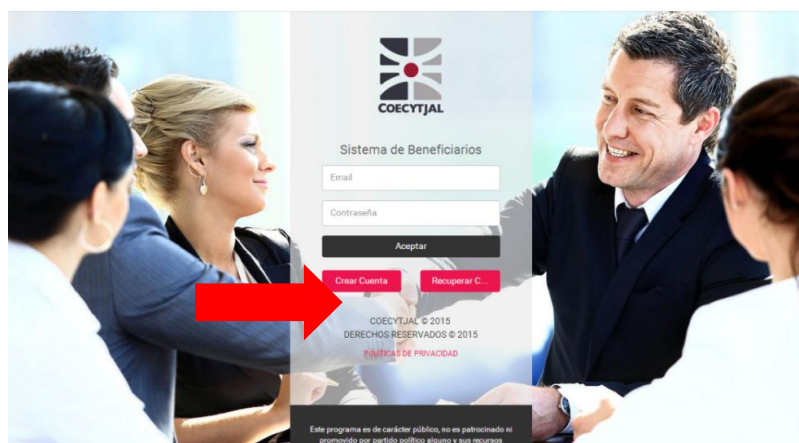 COECYTJAL
Sistema de Beneficiarios
Email
Contraseña
Aceptar
Crear Cuenta
Recuperar C...
COECYTJAL © 2015
DERECHOS RESERVADOS © 2015
POLÍTICAS DE PRIVACIDAD
Este programa es de carácter público, no es patrocinado ni
promovido por partido político alguno y sus recursos